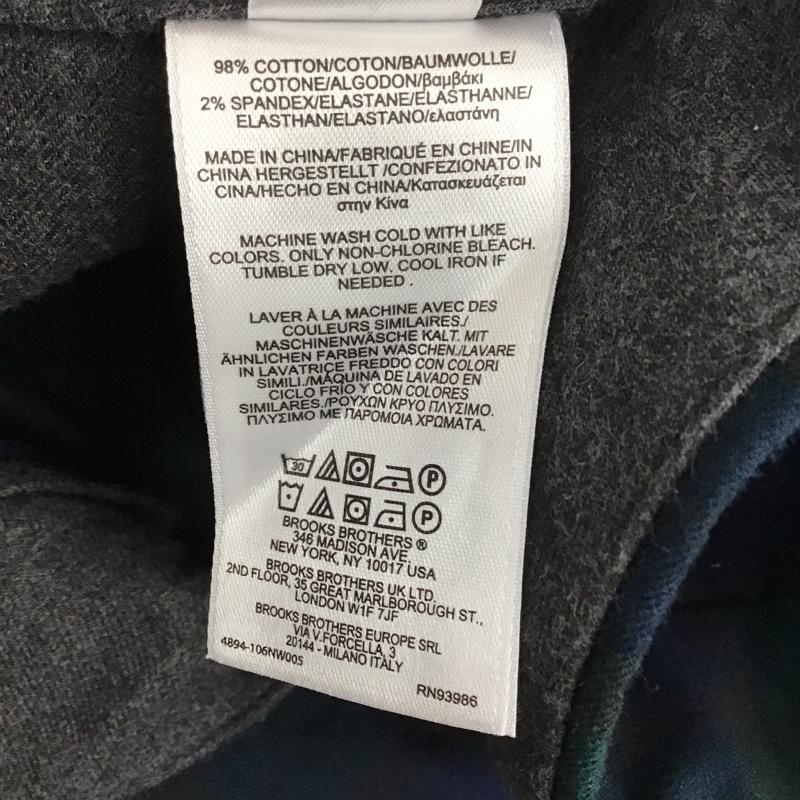 98% COTTON/COTON/BAUMWOLLE/
COTONE/ALGODON/βαμβάκι
2% SPANDEX/ELASTANE/ELASTHANNE/
ELASTHAN/ELASTANO/ελαστάνη
MADE IN CHINA/FABRIQUÉ EN CHINE/IN
CHINA HERGESTELLT /CONFEZIONATO IN
CINA/HECHO EN CHINA/Κατασκευάζεται
στην Κίνα
MACHINE WASH COLD WITH LIKE
COLORS. ONLY NON-CHLORINE BLEACH.
TUMBLE DRY LOW. COOL IRON IF
NEEDED .
LAVER À LA MACHINE AVEC DES
COULEURS SIMILAIRES./
MASCHINENWÄSCHE KALT. MIT
ÄHNLICHEN FARBEN WASCHEN./LAVARE
IN LAVATRICE FREDDO CON COLORI
SIMILI./MÁQUINA DE LAVADO EN
CICLO FRÍO Y CON COLORES
SIMILARES./ΡΟΥΧΩΝ ΚΡΥΟ ΠΛΥΣΙΜΟ.
ΠΛΥΣΙΜΟ ΜΕ ΠΑΡΟΜΟΙΑ ΧΡΩΜΑΤΑ.
30 P
P
BROOKS BROTHERS ®
346 MADISON AVE.
NEW YORK, NY 10017 USA
BROOKS BROTHERS UK LTD.
2ND FLOOR, 35 GREAT MARLBOROUGH ST.,
LONDON W1F 7JF
BROOKS BROTHERS EUROPE SRL
VIA V.FORCELLA, 3
20144 - MILANO ITALY
4894-106NW005
RN93986